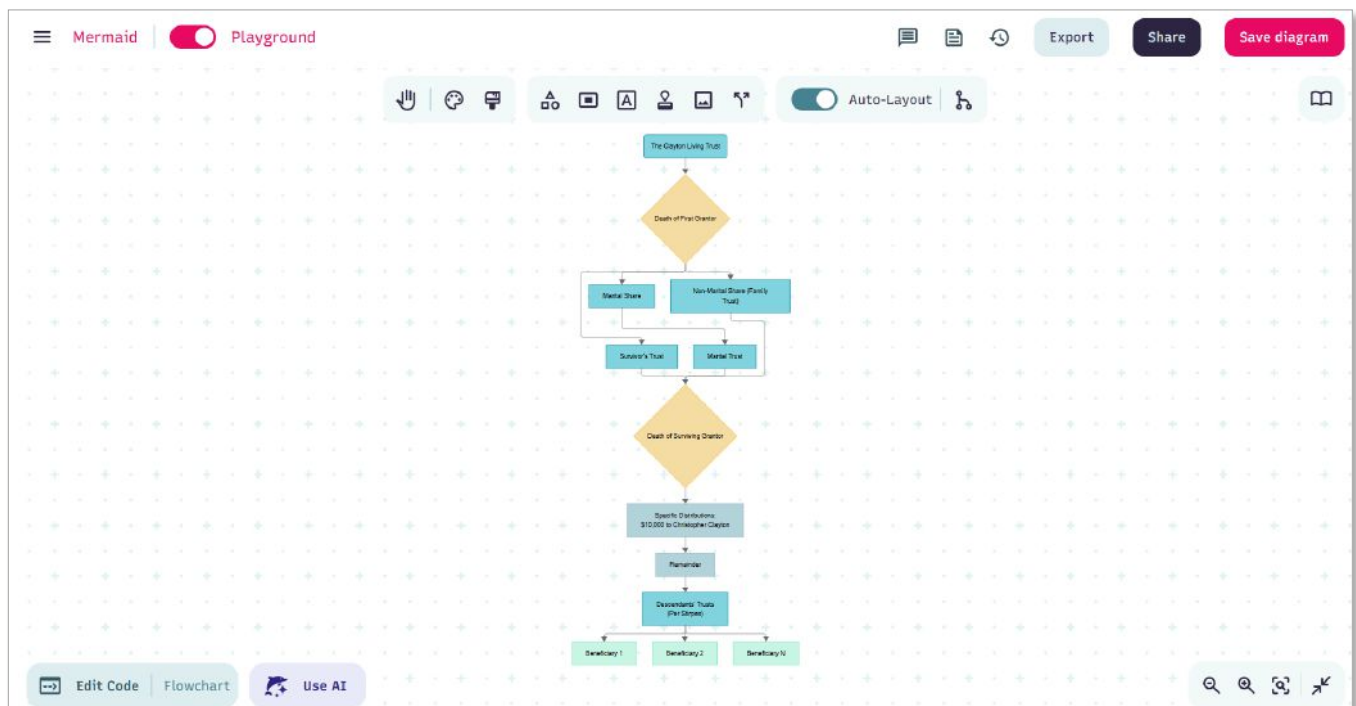 Mermaid Playground Export Share Save diagram
A Auto-Layout
The Clayton Living Trust
Death of First Grantor
Marital Share
Non-Marital Share (Family
Trust)
Survivor's Trust
Marital Trust
Death of Surviving Grantor
Specific Distributions:
$10,000 to Christopher Clayton
Remainder
Descendants' Trusts
(Per Stirpes)
Beneficiary 1
Beneficiary 2
Beneficiary N
Edit Code Flowchart Use AI